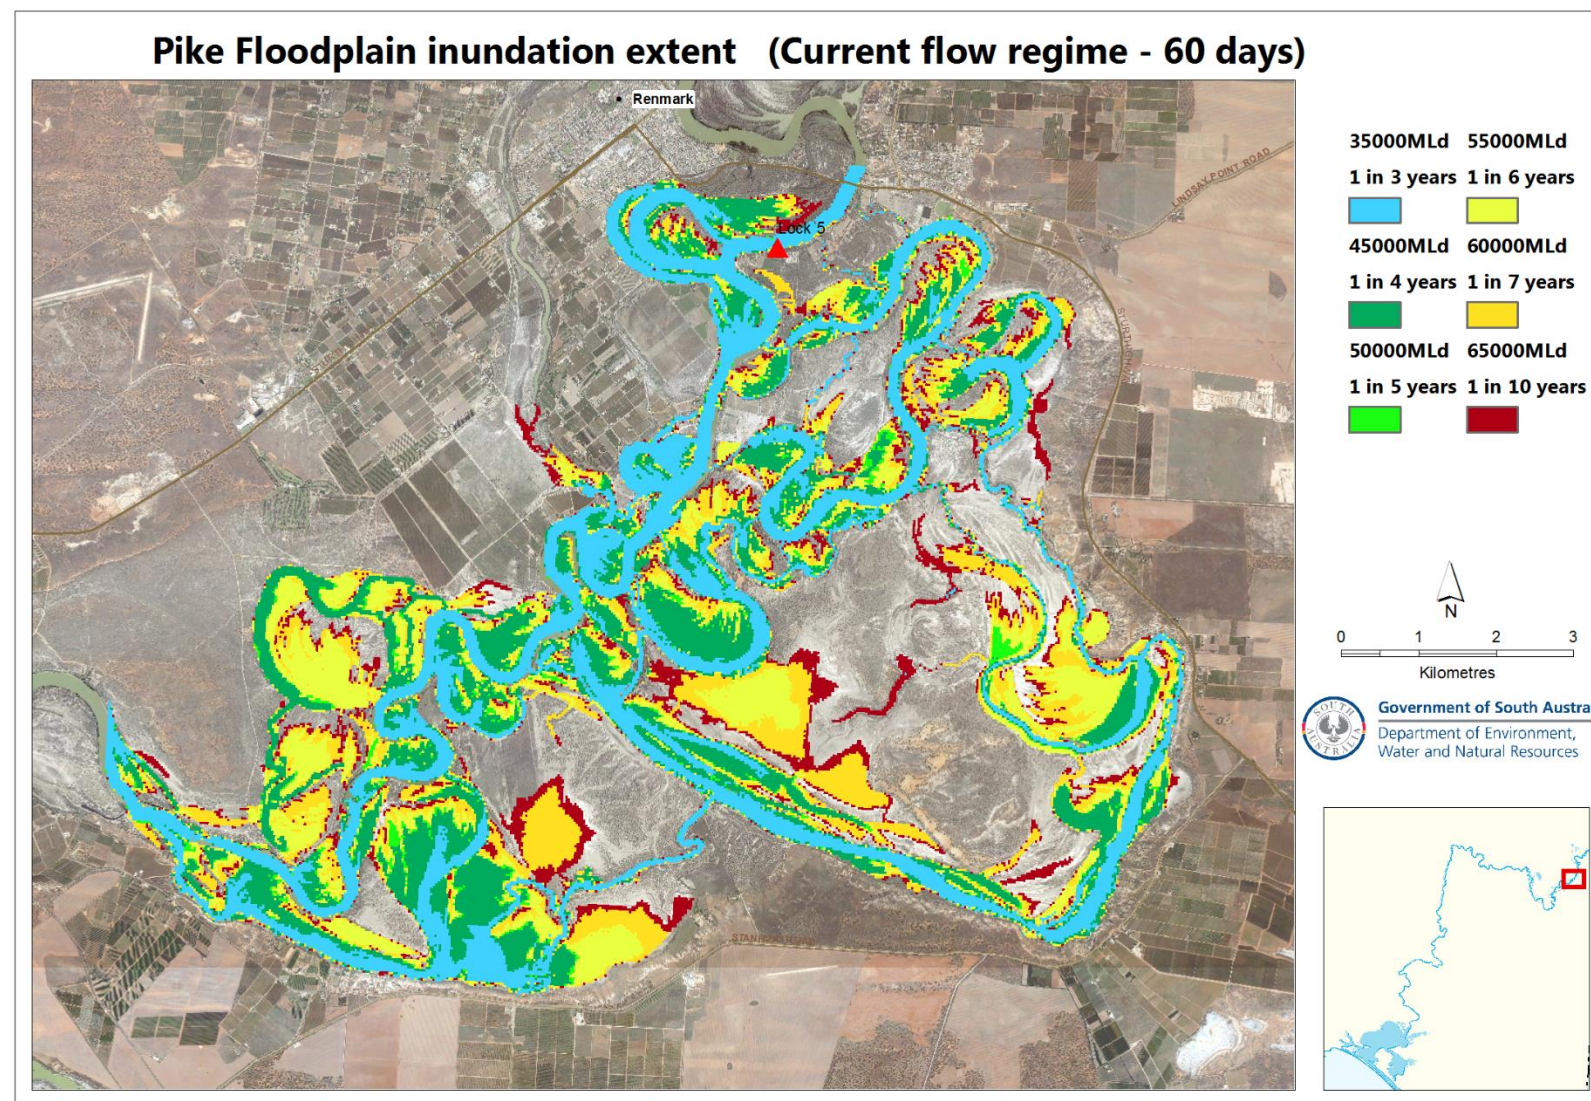 Pike Floodplain inundation extent (Current flow regime - 60 days)
Renmark
LINDSAY POINT ROAD
Lock 5
35000MLd 55000MLd
1 in 3 years 1 in 6 years
45000MLd 60000MLd
1 in 4 years 1 in 7 years
50000MLd 65000MLd
1 in 5 years 1 in 10 years
N
0 1 2 3
Kilometres
SOUTH AUSTRALIA
Government of South Austra
Department of Environment,
Water and Natural Resources